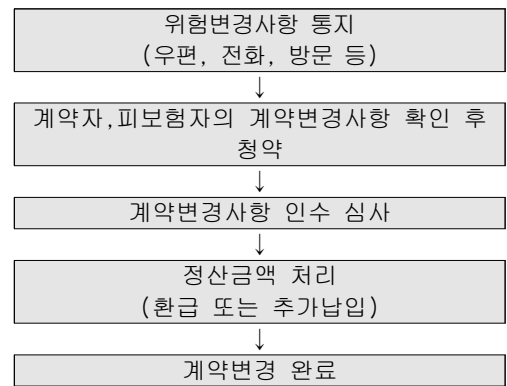 위험변경사항 통지
(우편, 전화, 방문 등)
↓
계약자,피보험자의 계약변경사항 확인 후
청약
↓
계약변경사항 인수 심사
↓
정산금액 처리
(환급 또는 추가납입)
↓
계약변경 완료